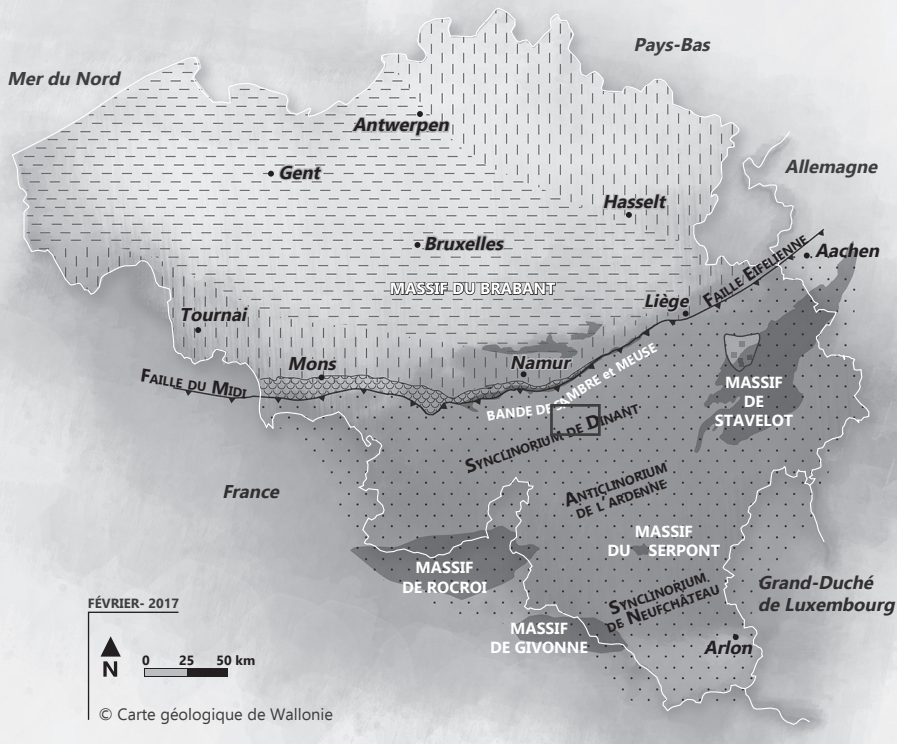 Pays-Bas
Mer du Nord
Antwerpen
Allemagne
Gent
Hasselt
Bruxelles
Aachen
FAILLE EIFELIENNE
MASSIF DU BRABANT
Liège
Tournai
Mons
Namur
FAILLE DU MIDI
BANDE DE SAMBRE et MEUSE
MASSIF
DE
STAVELOT
SYNCLINORIUM DE DINANT
France
ANTICLINORIUM
DE L'ARDENNE
MASSIF
DU SERPONT
MASSIF
DE ROCROI
Grand-Duché
de Luxembourg
SYNCLINORIUM
DE NEUFCHÂTEAU
FÉVRIER- 2017
MASSIF
DE GIVONNE
Arlon
N
0 25 50 km
© Carte géologique de Wallonie